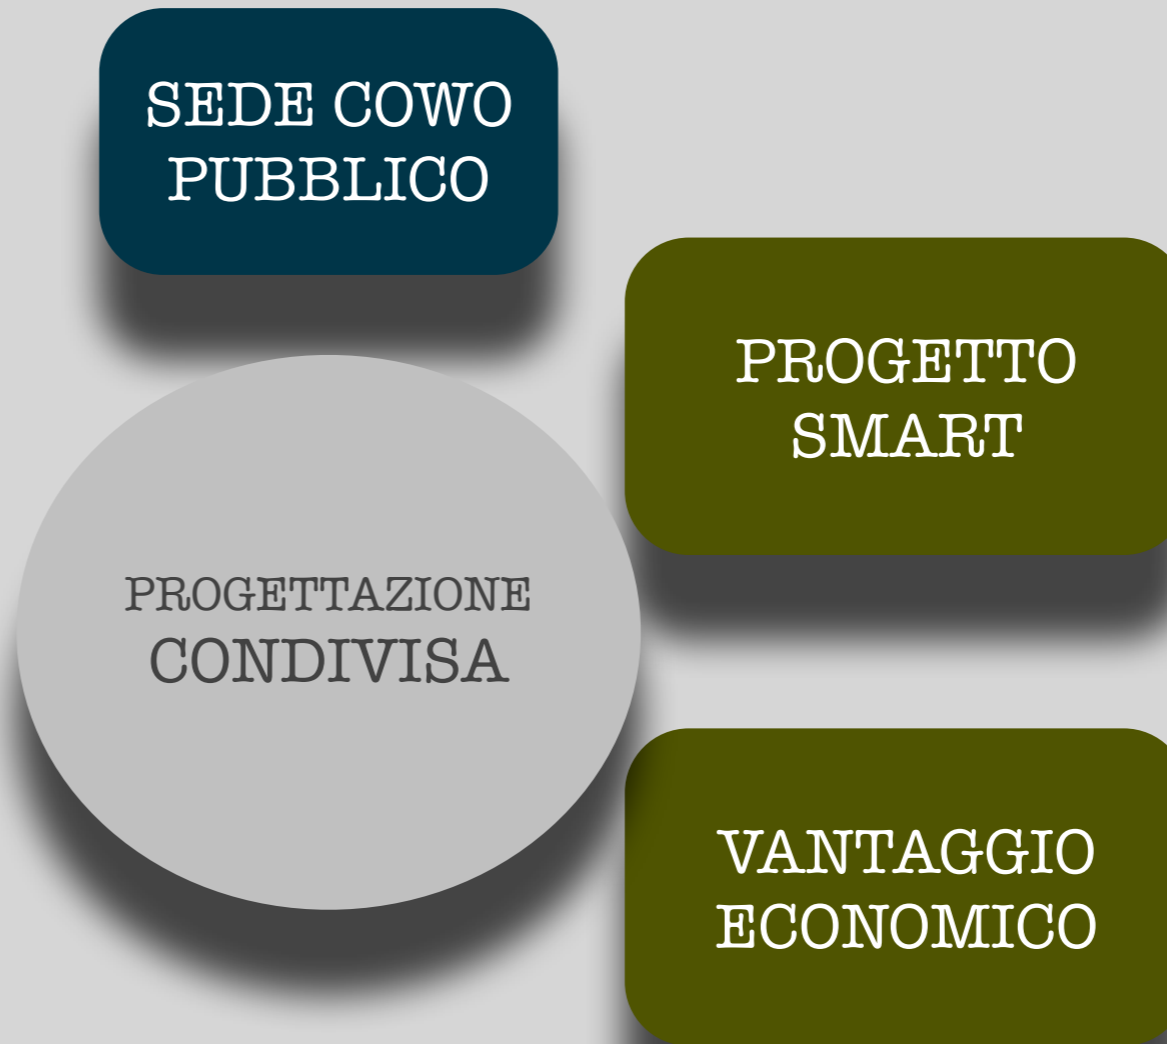 SEDE COWO
PUBBLICO
PROGETTO
SMART
PROGETTAZIONE
CONDIVISA
VANTAGGIO
ECONOMICO